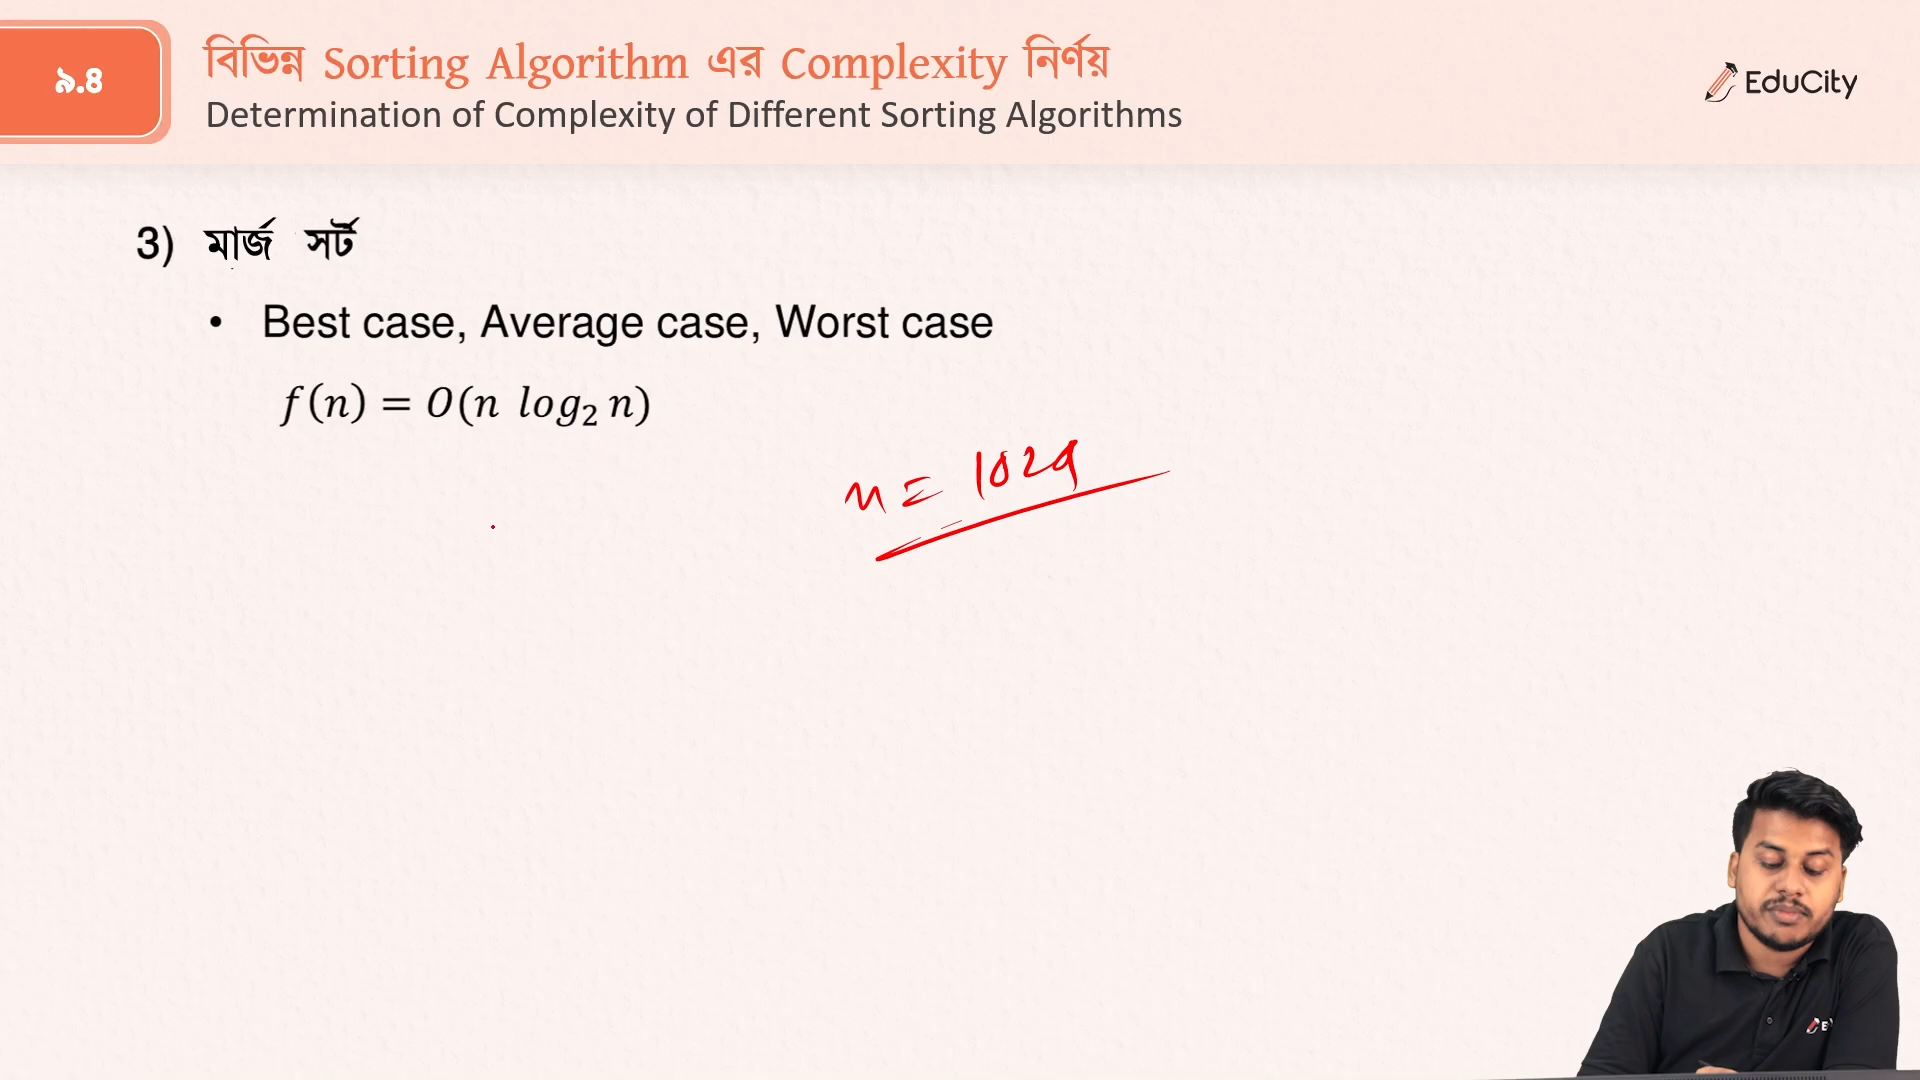 ৯.৪
বিভিন্ন Sorting Algorithm এর Complexity নির্ণয়
Determination of Complexity of Different Sorting Algorithms
EduCity
3) মার্জ সর্ট
• Best case, Average case, Worst case
f(n) = O(n log₂ n)
n = 1024